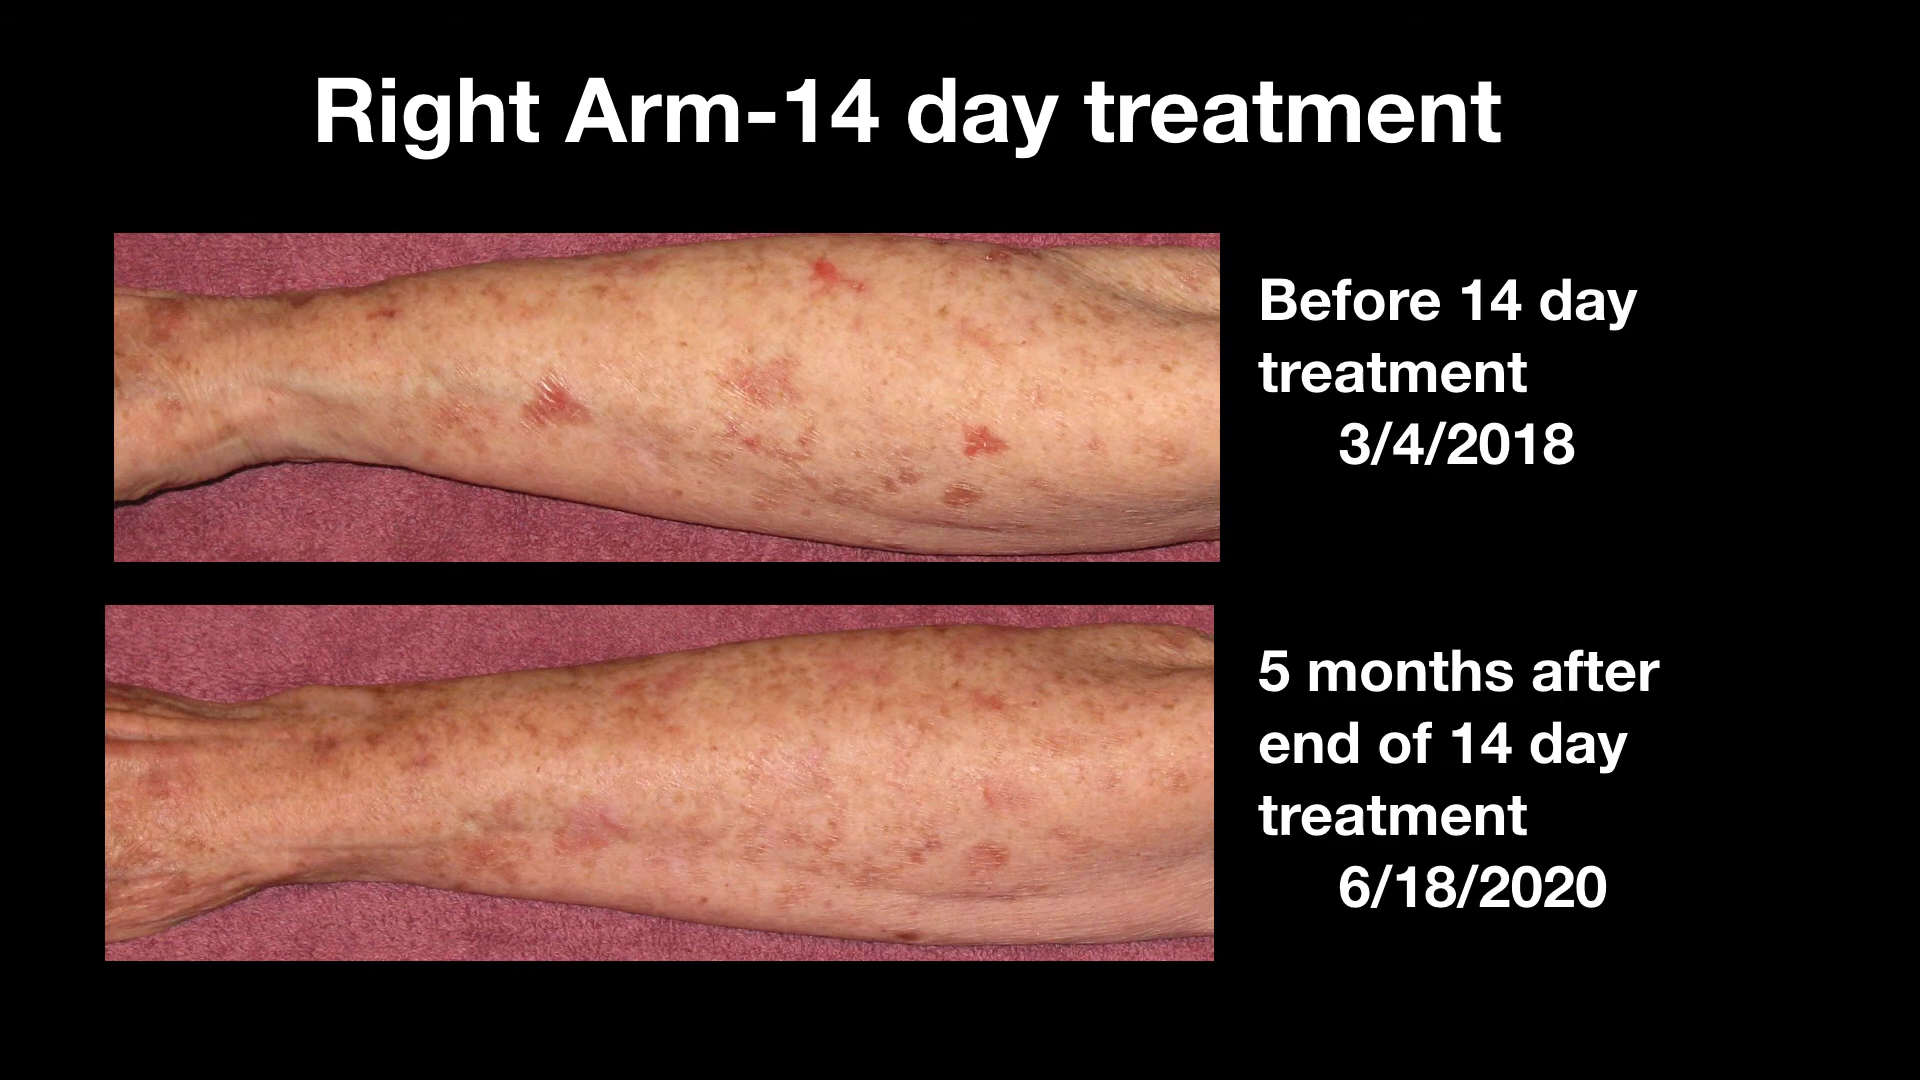 Right Arm-14 day treatment
Before 14 day
treatment
3/4/2018
5 months after
end of 14 day
treatment
6/18/2020